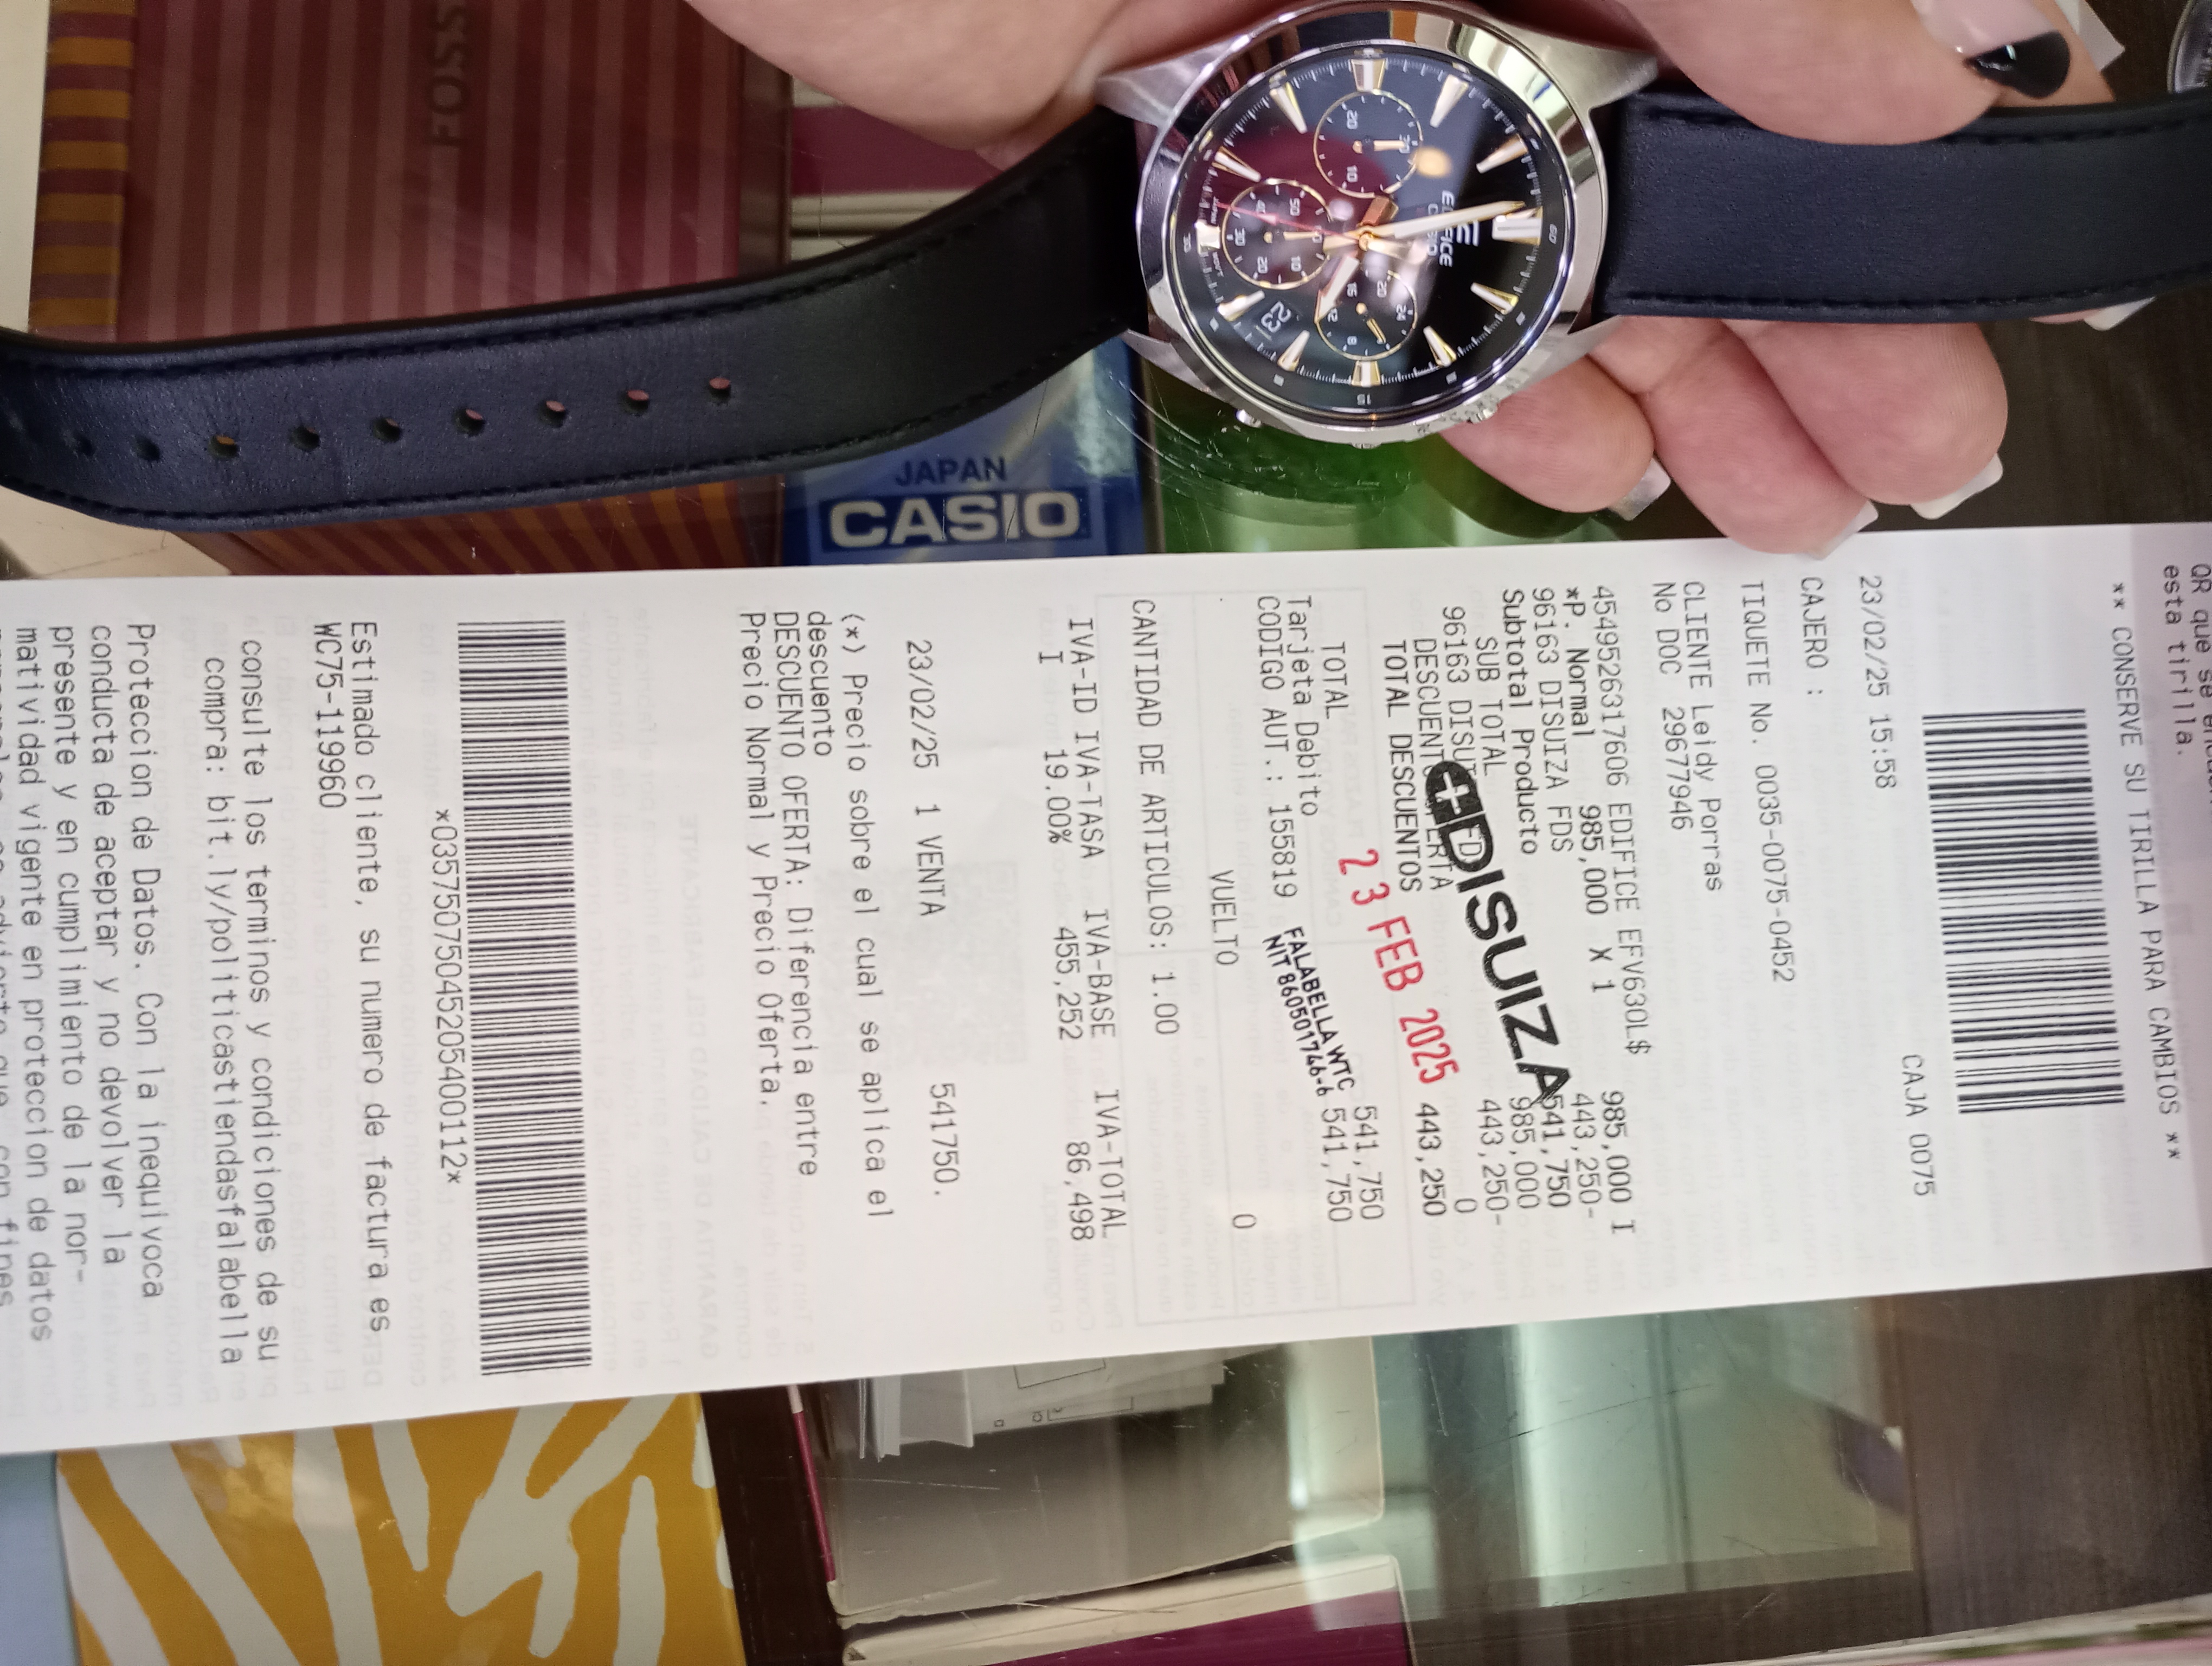 FOSS
EDIFICE
CASIO
60
15
23
JAPAN
CASIO
esta tirilla.
** CONSERVE SU TIRILLA PARA CAMBIOS **
CAJA 0075
23/02/25 15:58
CAJERO :
TIQUETE No. 0035-0075-0452
CLIENTE Leidy Porras
No DOC 29677946
4549526317606 EDIFICE EFV630L$ 985,000 I
*P. Normal 985,000 X 1 443,250-
96163 DISUIZA FDS 541,750
Subtotal Producto 985,000
SUB TOTAL 0
96163 443,250-
TOTAL DESCUENTOS 443,250
DISUIZA
23 FEB 2025
FALABELLA WTC
NIT 860501746-6
TOTAL 541,750
Tarjeta Debito 541,750
CODIGO AUT.: 155819
VUELTO 0
CANTIDAD DE ARTICULOS: 1.00
IVA-ID IVA-TASA IVA-BASE IVA-TOTAL
I 19.00% 455,252 86,498
23/02/25 1 VENTA 541750.
(*) Precio sobre el cual se aplica el
descuento
DESCUENTO OFERTA: Diferencia entre
Precio Normal y Precio Oferta.
*03575075045205400112*
Estimado cliente, su numero de factura es
WC75-119960
consulte los terminos y condiciones de su
compra: bit.ly/politicastiendasfalabella
Proteccion de Datos. Con la inequivoca
conducta de aceptar y no devolver la
presente y en cumplimiento de la nor-
matividad vigente en proteccion de datos